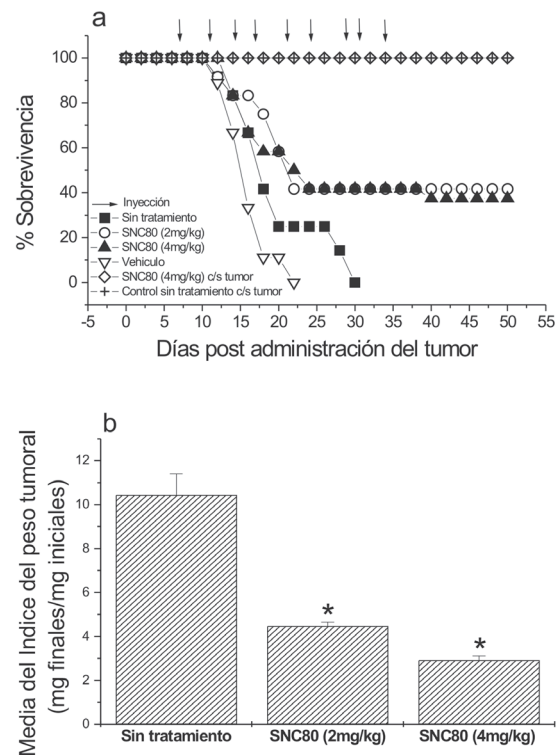 a
% Sobrevivencia
100
80
60
40
20
0
Inyección
Sin tratamiento
SNC80 (2mg/kg)
SNC80 (4mg/kg)
Vehiculo
SNC80 (4mg/kg) c/s tumor
Control sin tratamiento c/s tumor
-5 0 5 10 15 20 25 30 35 40 45 50 55
Días post administración del tumor
b
Media del Indice del peso tumoral
(mg finales/mg iniciales)
12
10
8
6
4
2
0
* *
Sin tratamiento SNC80 (2mg/kg) SNC80 (4mg/kg)